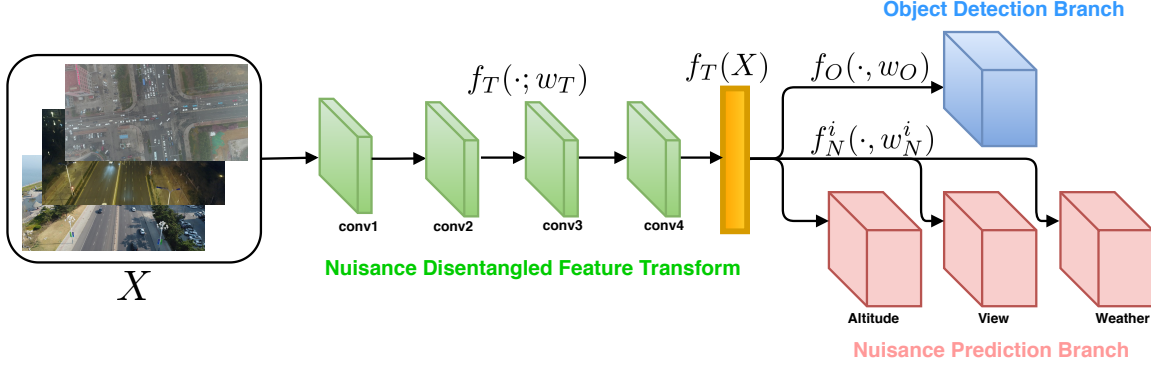 Object Detection Branch
f_T(·; w_T)
f_T(X)
f_O(·, w_O)
f_N^i(·, w_N^i)
conv1
conv2
conv3
conv4
Nuisance Disentangled Feature Transform
X
Altitude
View
Weather
Nuisance Prediction Branch